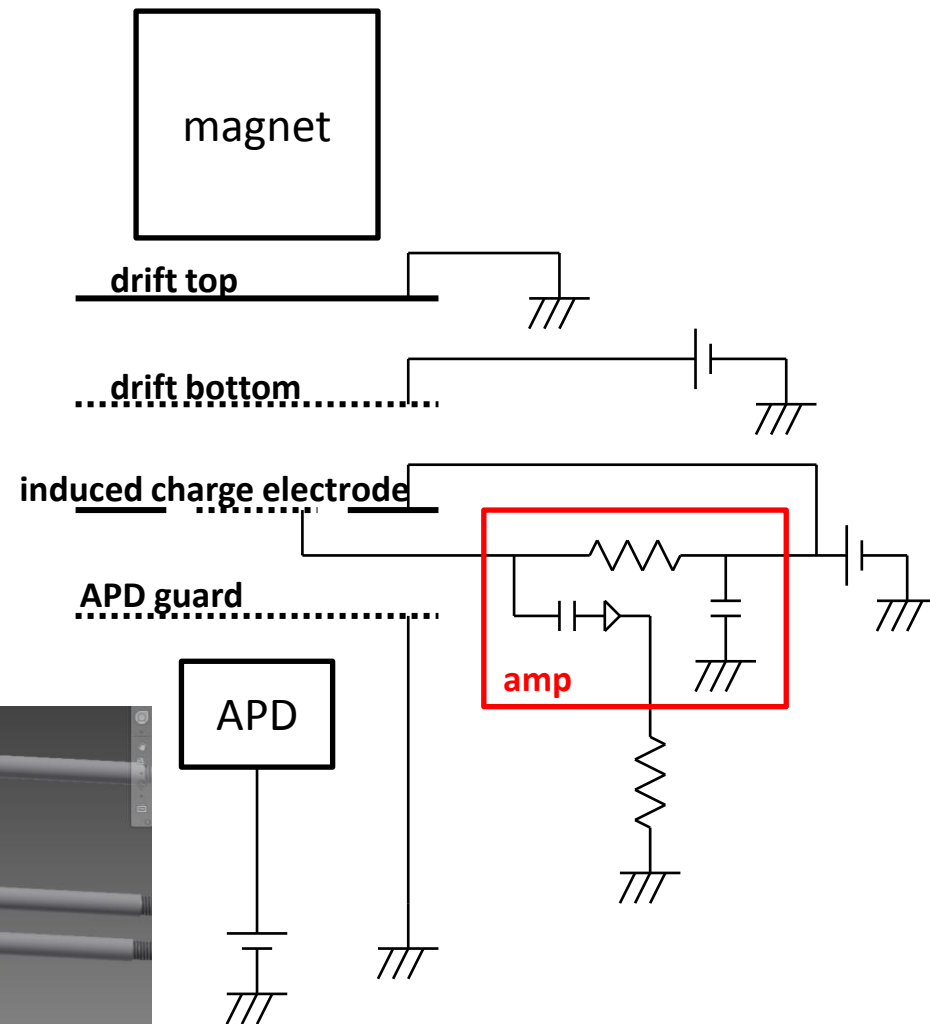 magnet
drift top
drift bottom
induced charge electrode
APD guard
amp
APD